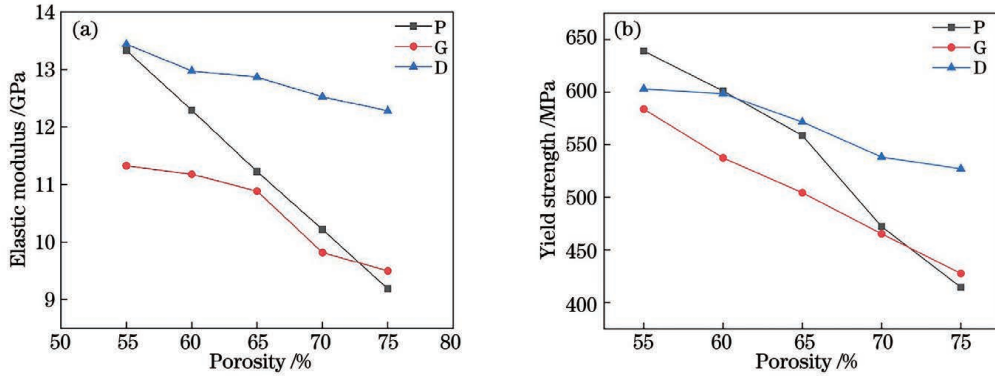 (a)
P
G
D
14
13
12
11
10
9
Elastic modulus /GPa
50
55
60
65
70
75
80
Porosity /%
(b)
P
G
D
650
600
550
500
450
400
Yield strength /MPa
55
60
65
70
75
Porosity /%